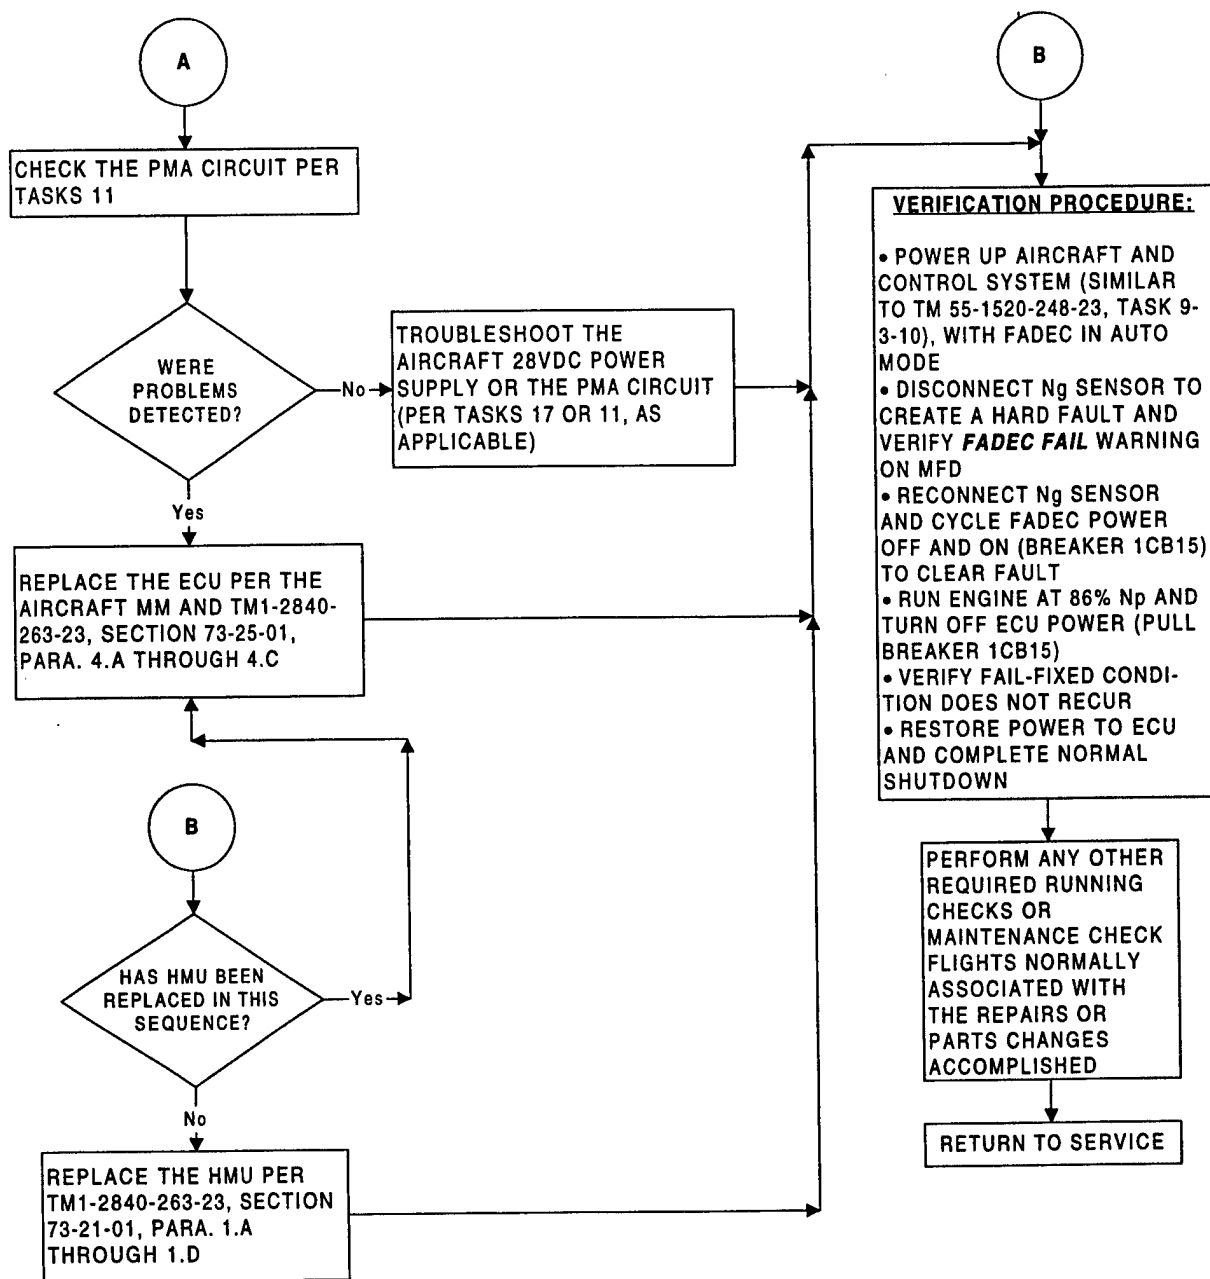 A
CHECK THE PMA CIRCUIT PER
TASKS 11
WERE
PROBLEMS
DETECTED?
No
TROUBLESHOOT THE
AIRCRAFT 28VDC POWER
SUPPLY OR THE PMA CIRCUIT
(PER TASKS 17 OR 11, AS
APPLICABLE)
Yes
REPLACE THE ECU PER THE
AIRCRAFT MM AND TM1-2840-
263-23, SECTION 73-25-01,
PARA. 4.A THROUGH 4.C
B
HAS HMU BEEN
REPLACED IN THIS
SEQUENCE?
Yes
No
REPLACE THE HMU PER
TM1-2840-263-23, SECTION
73-21-01, PARA. 1.A
THROUGH 1.D
B
VERIFICATION PROCEDURE:
• POWER UP AIRCRAFT AND
CONTROL SYSTEM (SIMILAR
TO TM 55-1520-248-23, TASK 9-
3-10), WITH FADEC IN AUTO
MODE
• DISCONNECT Ng SENSOR TO
CREATE A HARD FAULT AND
VERIFY FADEC FAIL WARNING
ON MFD
• RECONNECT Ng SENSOR
AND CYCLE FADEC POWER
OFF AND ON (BREAKER 1CB15)
TO CLEAR FAULT
• RUN ENGINE AT 86% Np AND
TURN OFF ECU POWER (PULL
BREAKER 1CB15)
• VERIFY FAIL-FIXED CONDI-
TION DOES NOT RECUR
• RESTORE POWER TO ECU
AND COMPLETE NORMAL
SHUTDOWN
PERFORM ANY OTHER
REQUIRED RUNNING
CHECKS OR
MAINTENANCE CHECK
FLIGHTS NORMALLY
ASSOCIATED WITH
THE REPAIRS OR
PARTS CHANGES
ACCOMPLISHED
RETURN TO SERVICE